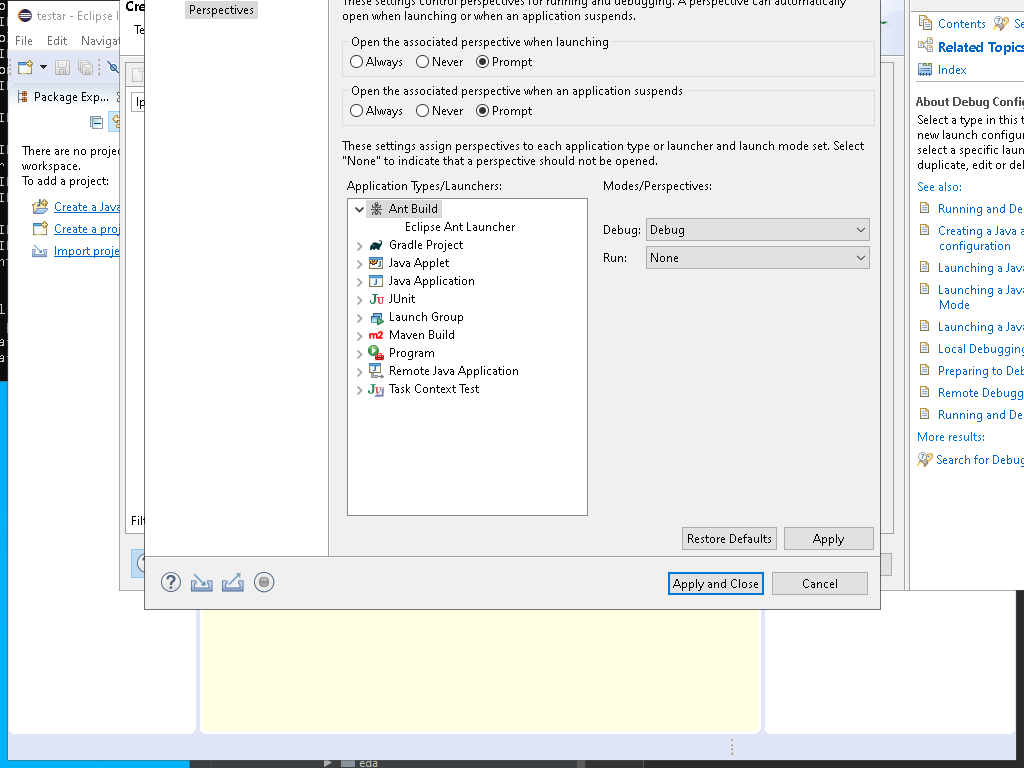 testar - Eclipse I
File Edit Naviga
Package Exp...
There are no proje
workspace.
To add a project:
Create a Java
Create a proj
Import proje
Cre
Perspectives
These settings control perspectives for running and debugging. A perspective can automatically
open when launching or when an application suspends.
Open the associated perspective when launching
Always Never Prompt
Open the associated perspective when an application suspends
Always Never Prompt
These settings assign perspectives to each application type or launcher and launch mode set. Select
"None" to indicate that a perspective should not be opened.
Application Types/Launchers:
Modes/Perspectives:
Ant Build
Eclipse Ant Launcher
Gradle Project
Java Applet
Java Application
JUnit
Launch Group
Maven Build
Program
Remote Java Application
Task Context Test
Debug: Debug
Run: None
Restore Defaults
Apply
Apply and Close
Cancel
Contents
Se
Related Topics
Index
About Debug Config
Select a type in this t
new launch configur
select a specific laun
duplicate, edit or del
See also:
Running and De
Creating a Java a
configuration
Launching a Java
Launching a Java
Mode
Launching a Java
Local Debugging
Preparing to Deb
Remote Debugg
Running and De
More results:
Search for Debug
eda